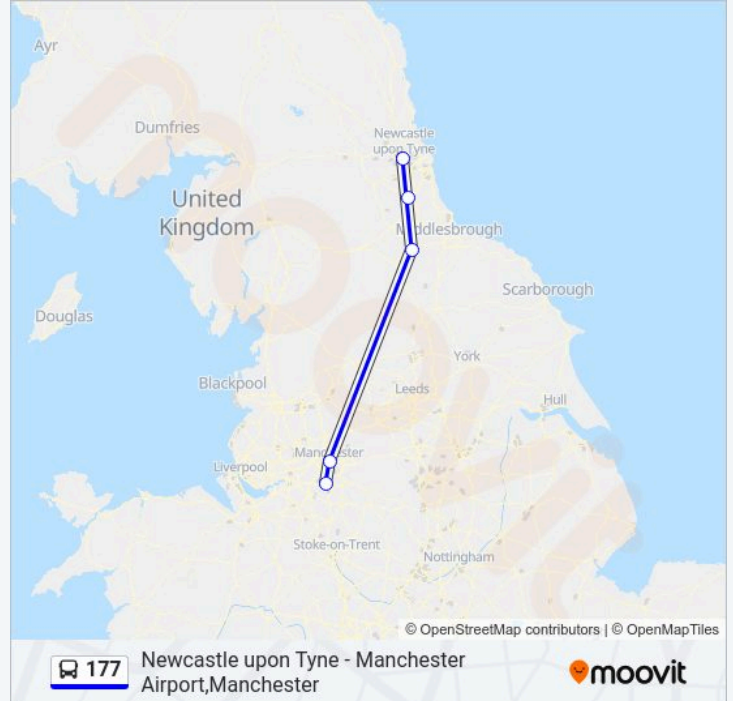 Ayr
Dumfries
Newcastle
upon Tyne
United
Kingdom
Middlesbrough
Scarborough
Douglas
York
Blackpool
Leeds
Hull
Manchester
Liverpool
Stoke-on-Trent
Nottingham
© OpenStreetMap contributors | © OpenMapTiles
177
Newcastle upon Tyne - Manchester
Airport,Manchester
moovit